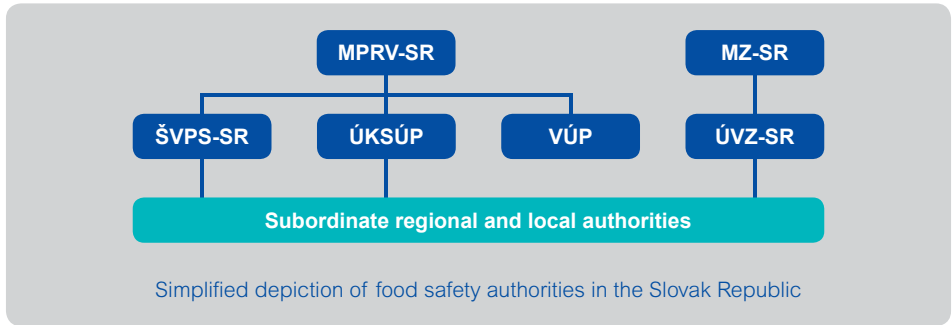 MPRV-SR
MZ-SR
ŠVPS-SR
ÚKSÚP
VÚP
ÚVZ-SR
Subordinate regional and local authorities
Simplified depiction of food safety authorities in the Slovak Republic